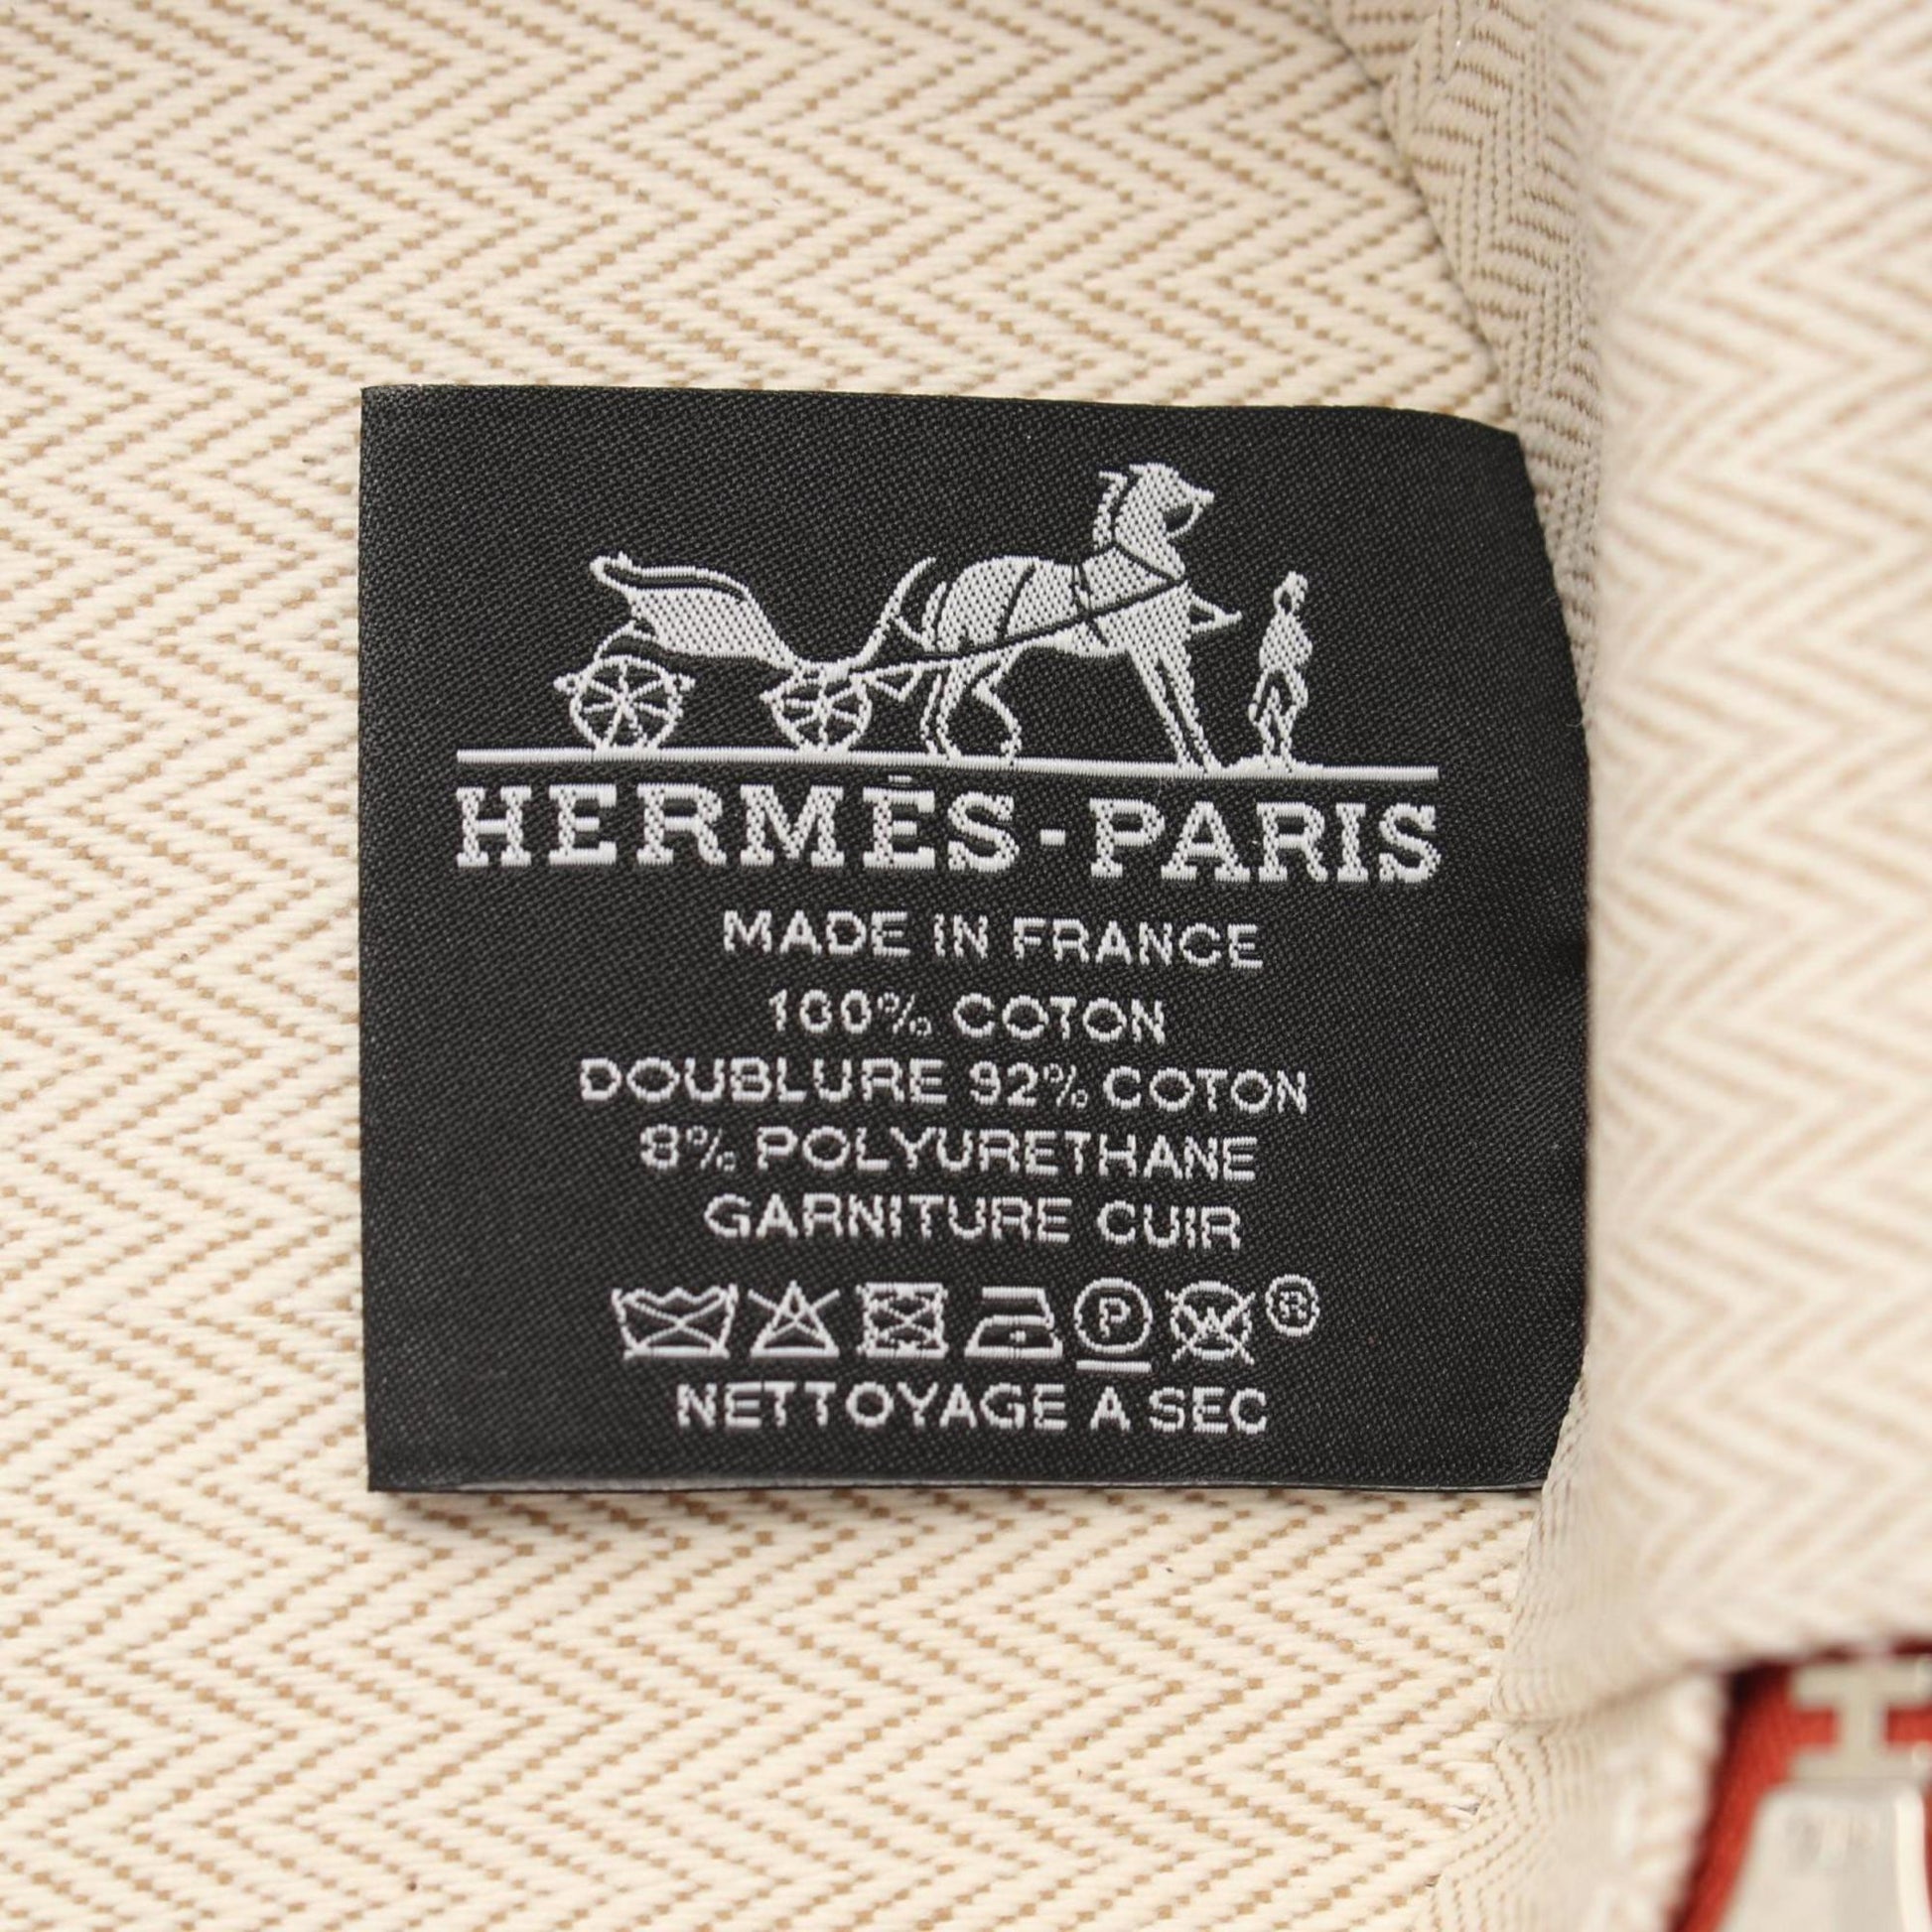 HERMÈS-PARIS
MADE IN FRANCE
100% COTON
DOUBLURE 92% COTON
8% POLYURETHANE
GARNITURE CUIR
P W ®
NETTOYAGE A SEC